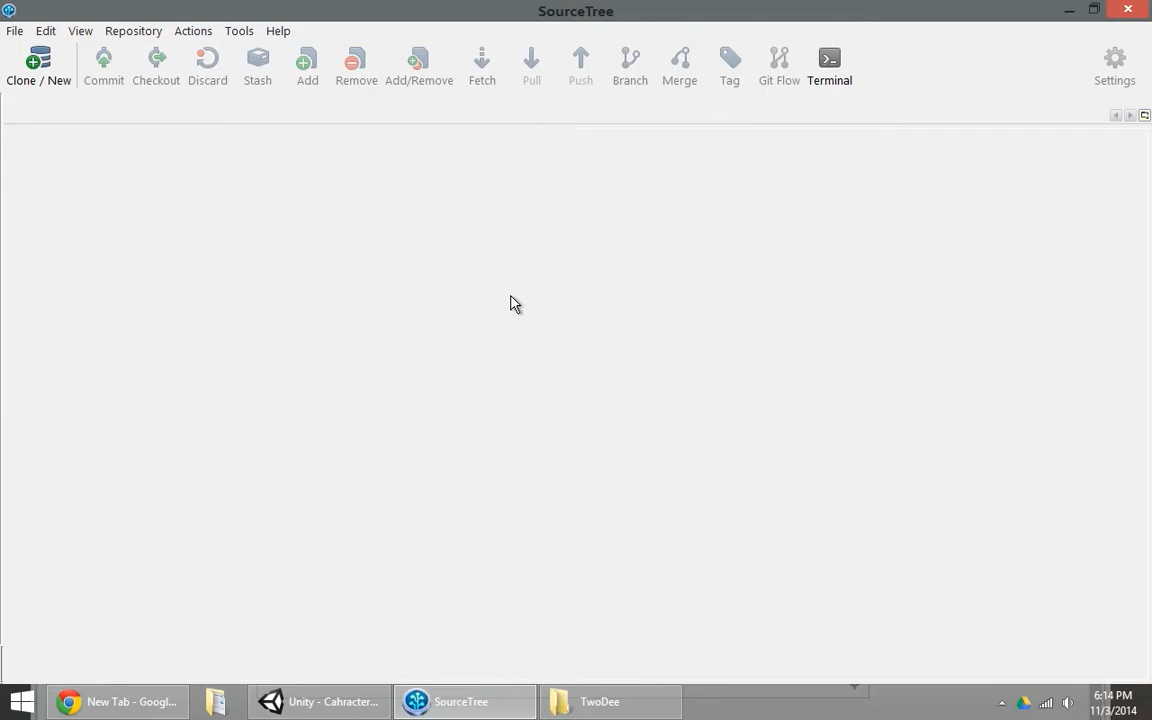 SourceTree
File Edit View Repository Actions Tools Help
Clone / New Commit Checkout Discard Stash Add Remove Add/Remove Fetch Pull Push Branch Merge Tag Git Flow Terminal Settings
New Tab - Googl... Unity - Cahracter... SourceTree TwoDee
6:14 PM
11/3/2014